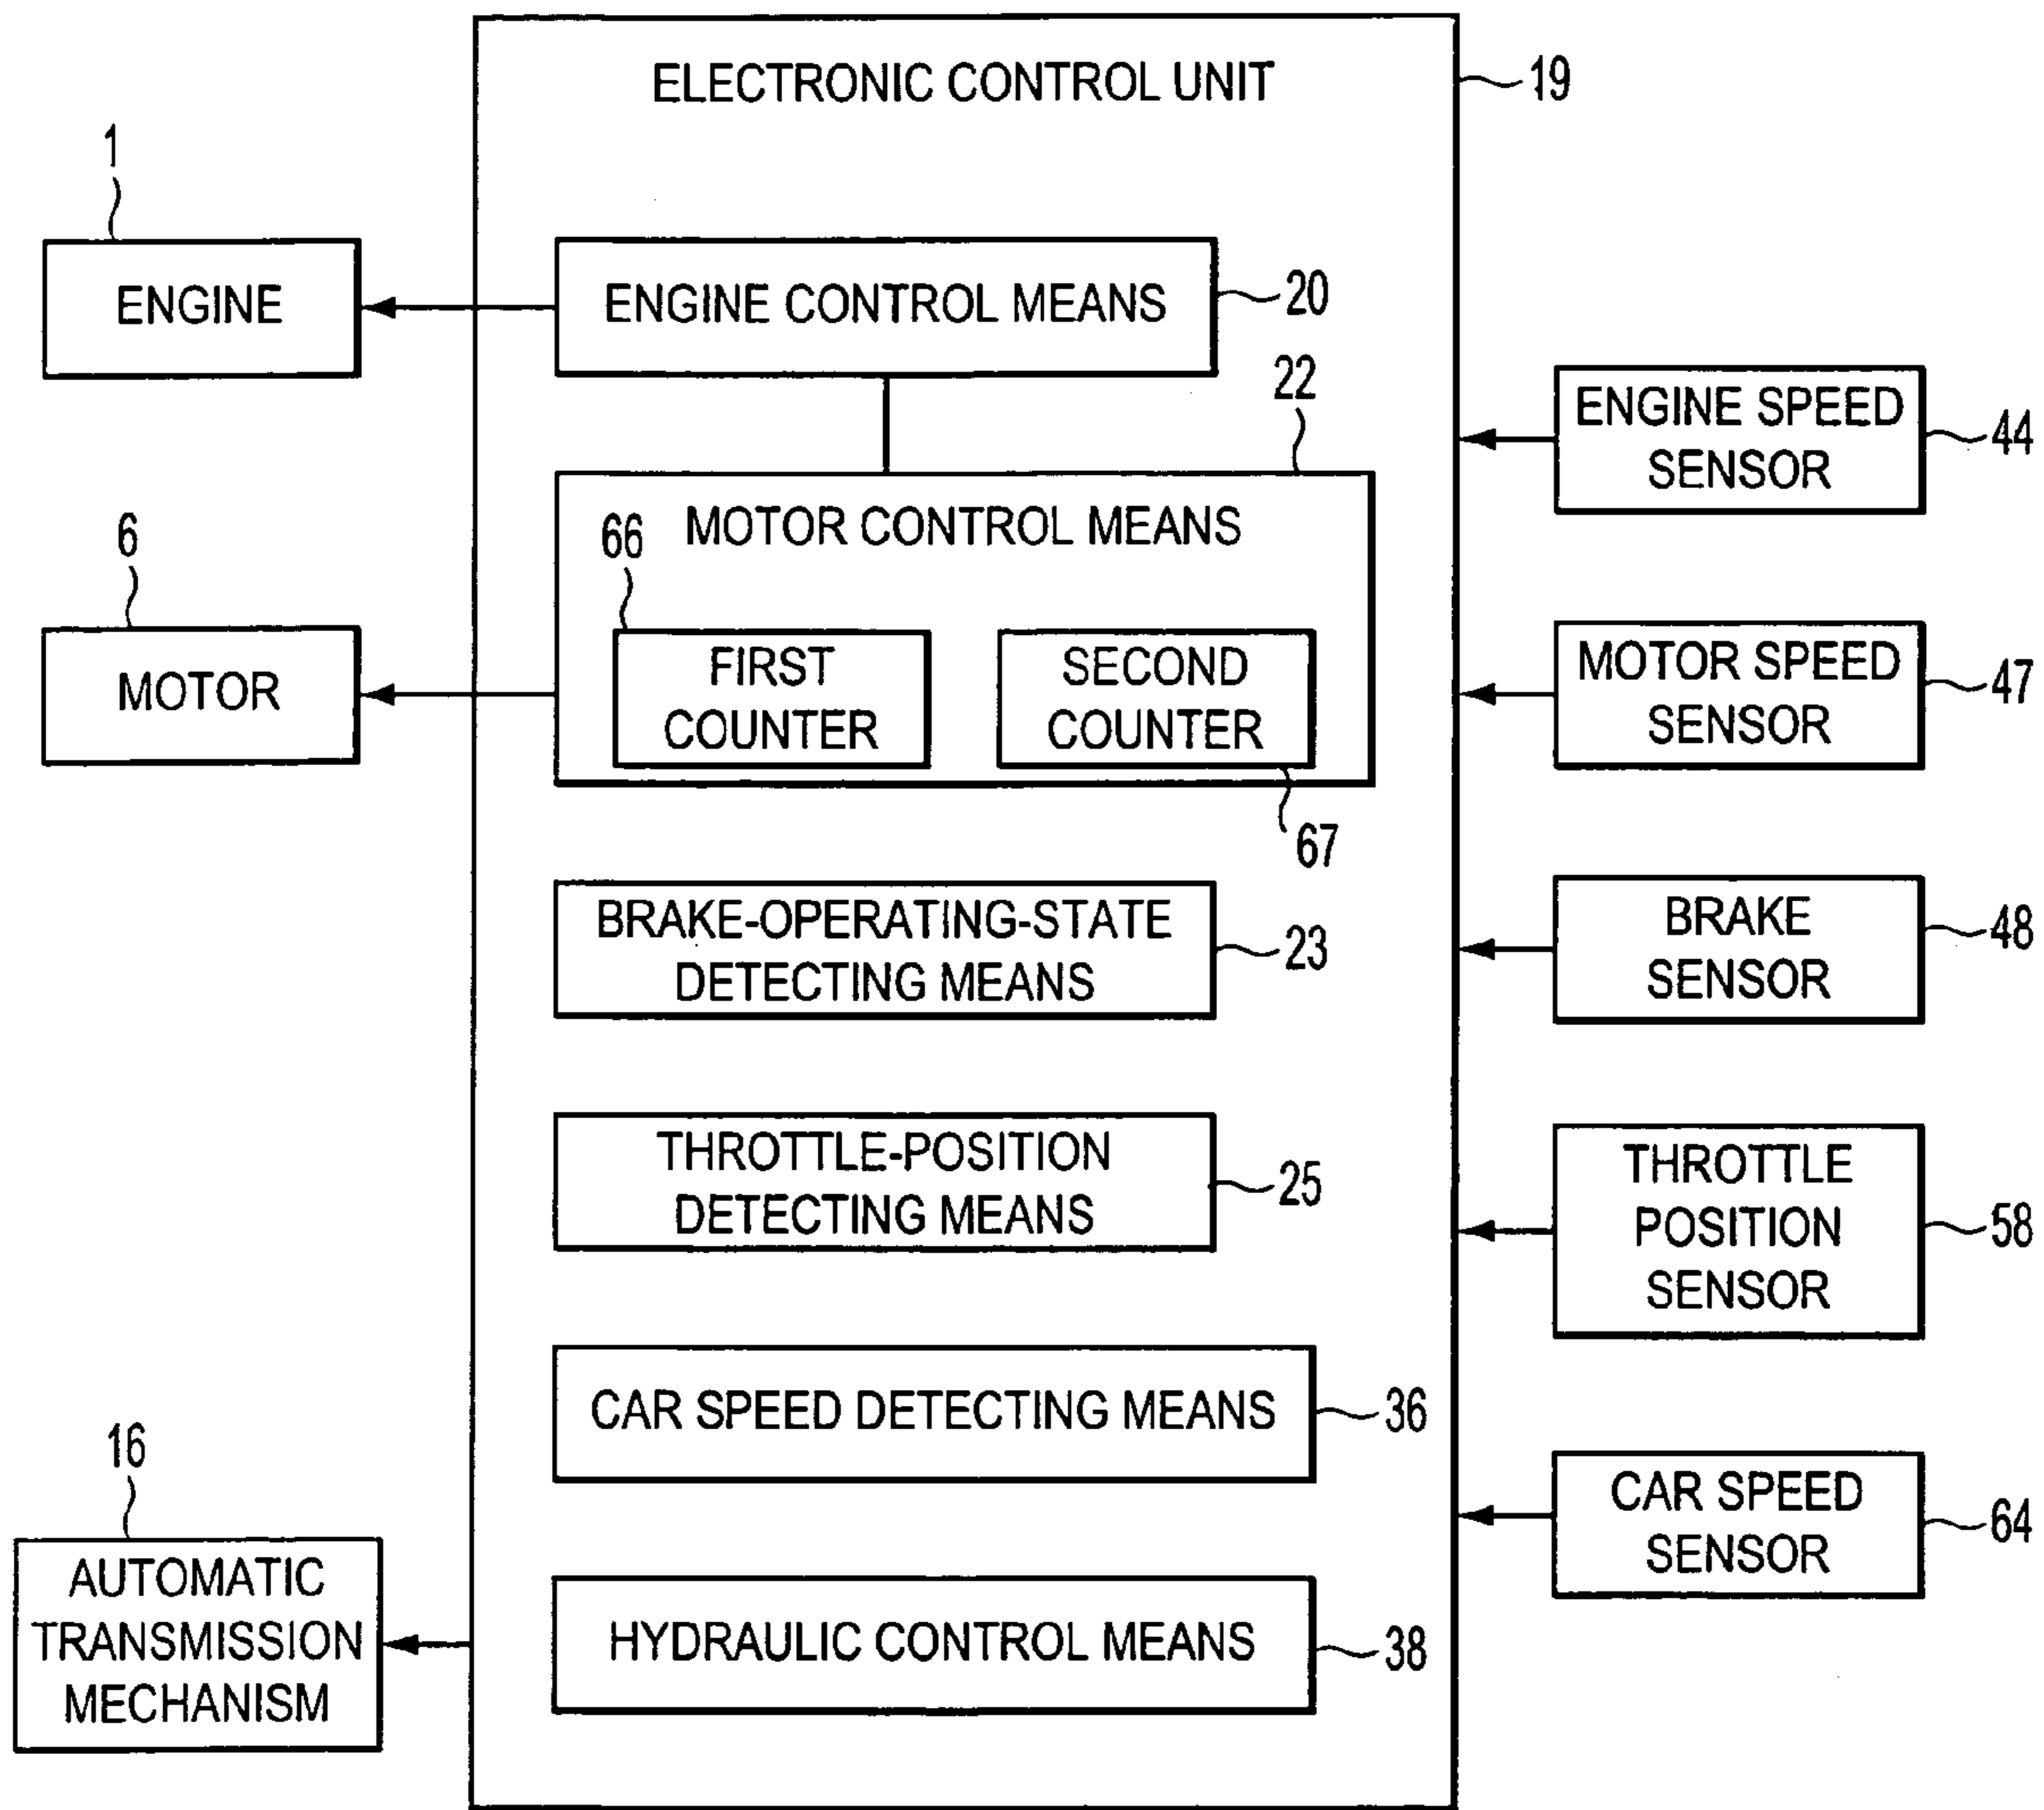 ELECTRONIC CONTROL UNIT
19
1
ENGINE
ENGINE CONTROL MEANS
20
22
MOTOR CONTROL MEANS
6
MOTOR
66
FIRST
COUNTER
SECOND
COUNTER
67
BRAKE-OPERATING-STATE
DETECTING MEANS
23
THROTTLE-POSITION
DETECTING MEANS
25
CAR SPEED DETECTING MEANS
36
16
AUTOMATIC
TRANSMISSION
MECHANISM
HYDRAULIC CONTROL MEANS
38
ENGINE SPEED
SENSOR
44
MOTOR SPEED
SENSOR
47
BRAKE
SENSOR
48
THROTTLE
POSITION
SENSOR
58
CAR SPEED
SENSOR
64